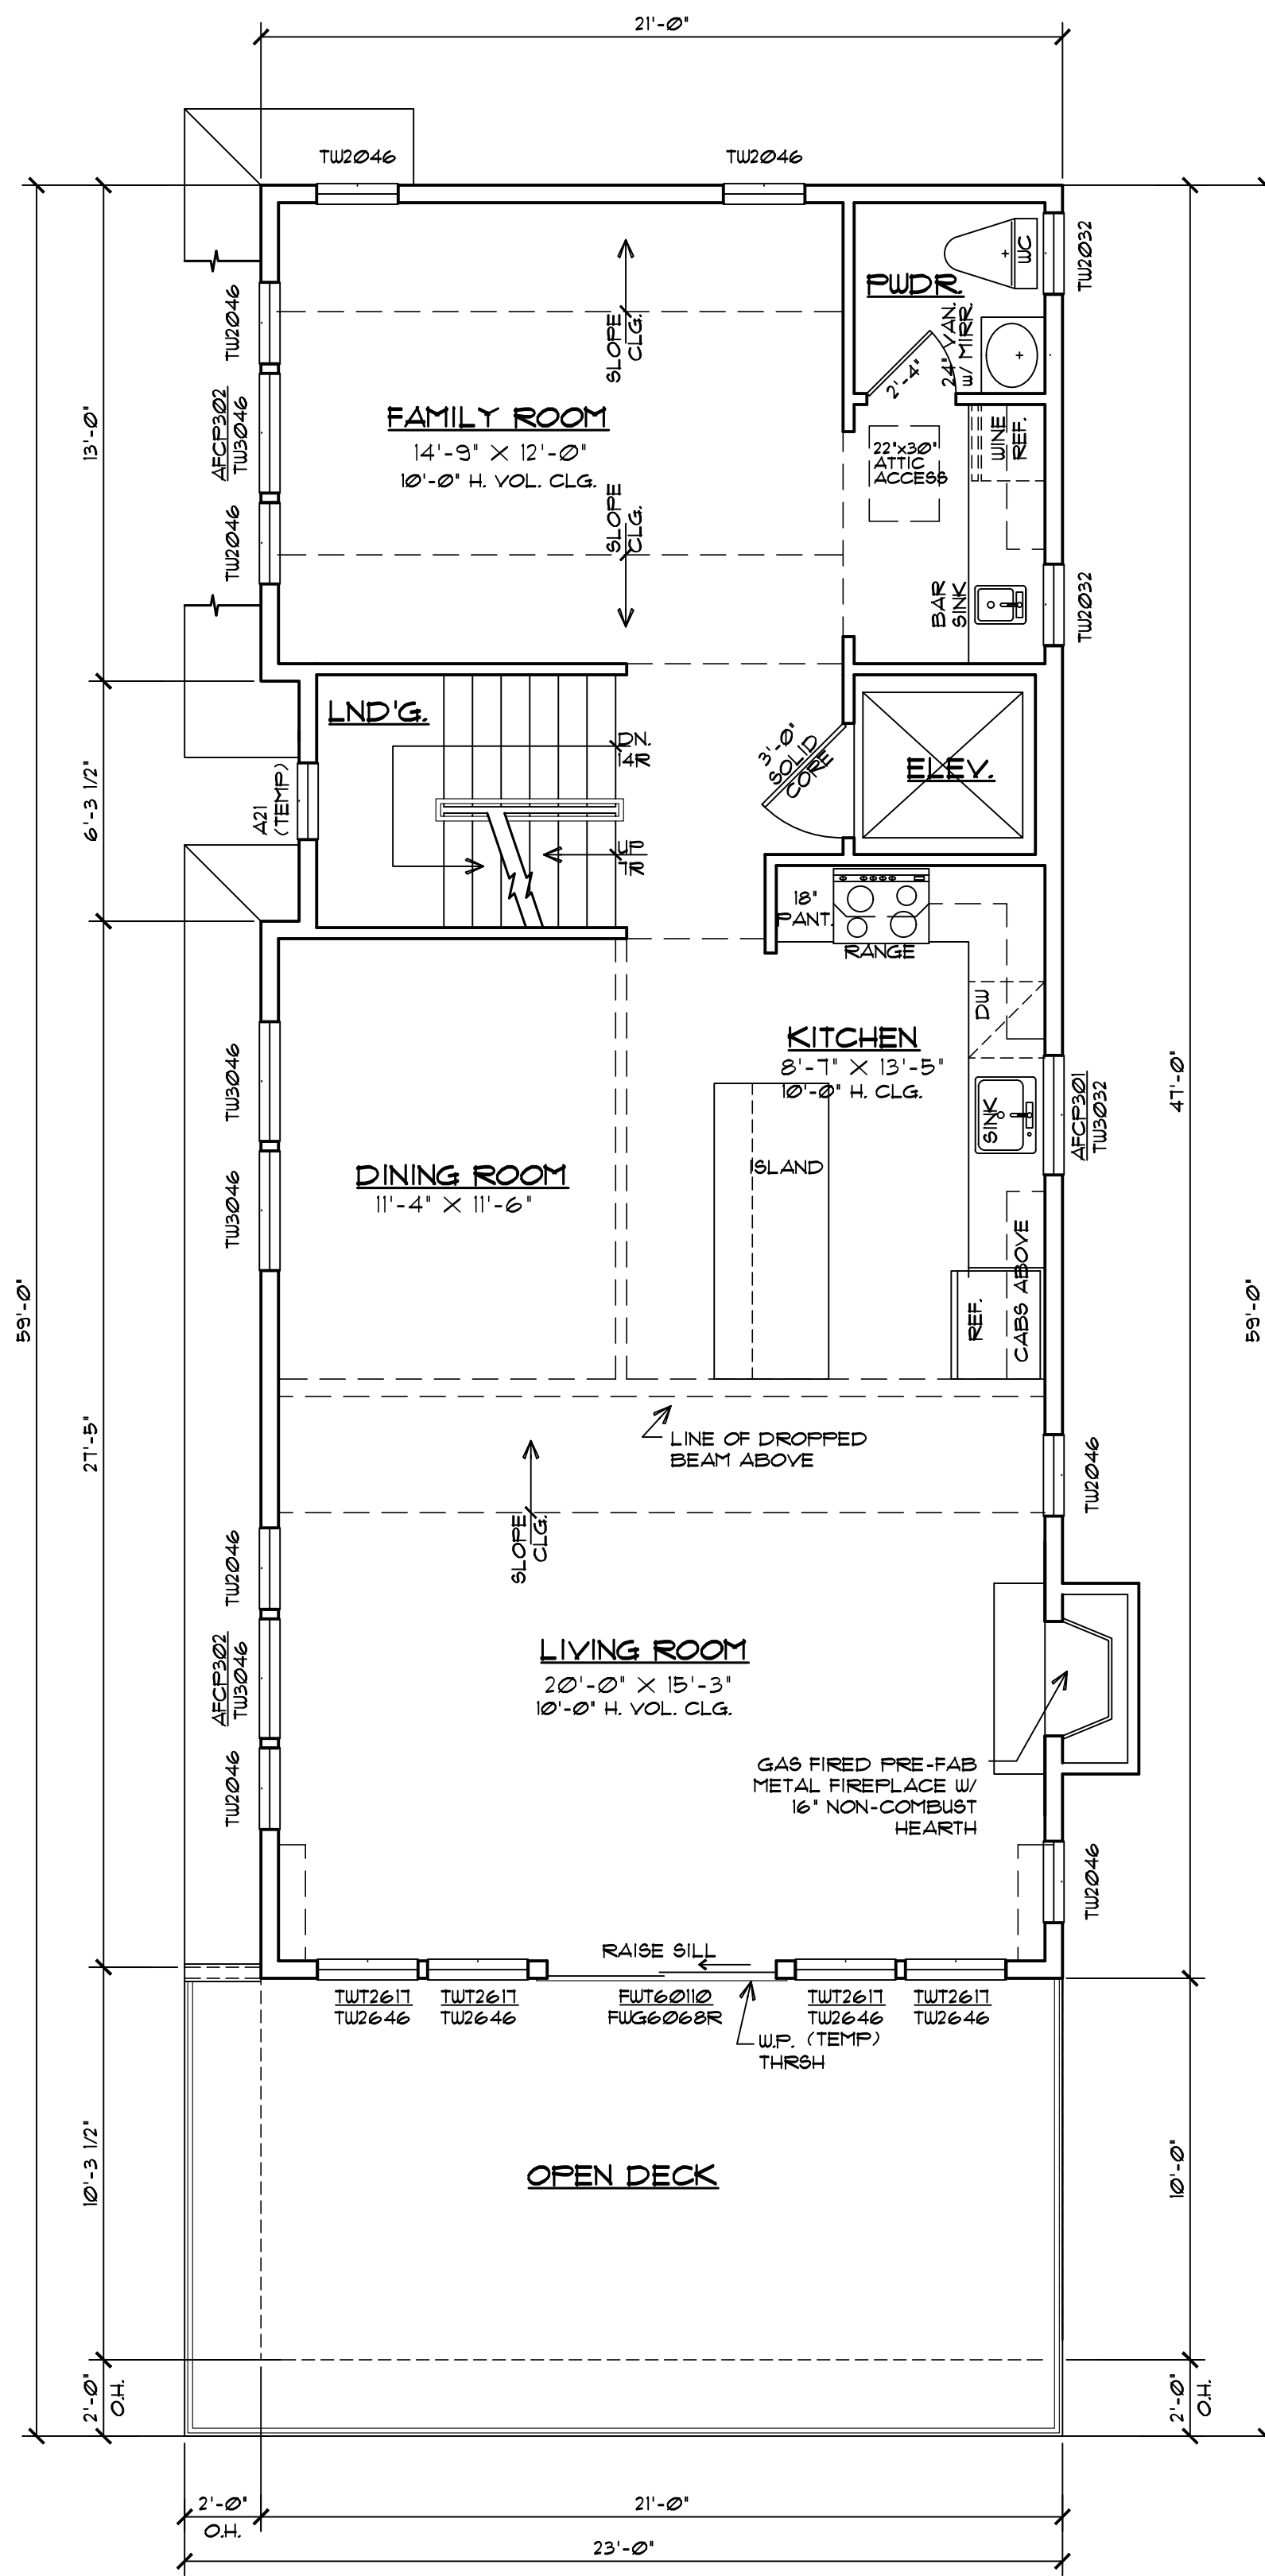 21'-0"
TW2046
TW2046
TW2032
WC
PWDR.
24" VAN.
w/ MIRR.
2'-4"
TW2046
AFCP302
TW3046
TW2046
13'-0"
SLOPE
CLG.
FAMILY ROOM
14'-9" X 12'-0"
10'-0" H. VOL. CLG.
SLOPE
CLG.
22"x30"
ATTIC
ACCESS
WINE
REF.
BAR
SINK
TW2032
LND'G.
DN.
14R
UP
17R
A21
(TEMP)
6'-3 1/2"
3'-0"
SOLID
CORE
ELEV.
18"
PANT.
RANGE
DW
KITCHEN
8'-7" X 13'-5"
10'-0" H. CLG.
SINK
AFCP301
TW3032
47'-0"
TW3046
TW3046
DINING ROOM
11'-4" X 11'-6"
ISLAND
REF.
CABS ABOVE
59'-0"
59'-0"
27'-5"
LINE OF DROPPED
BEAM ABOVE
TW2046
SLOPE
CLG.
TW2046
AFCP302
TW3046
TW2046
LIVING ROOM
20'-0" X 15'-3"
10'-0" H. VOL. CLG.
GAS FIRED PRE-FAB
METAL FIREPLACE W/
16" NON-COMBUST
HEARTH
TW2046
RAISE SILL
TWT2617
TW2646
TWT2617
TW2646
FWT60110
FWG6068R
TWT2617
TW2646
TWT2617
TW2646
W.P. (TEMP)
THRSH
OPEN DECK
10'-3 1/2"
10'-0"
2'-0"
O.H.
2'-0"
O.H.
2'-0"
O.H.
21'-0"
23'-0"